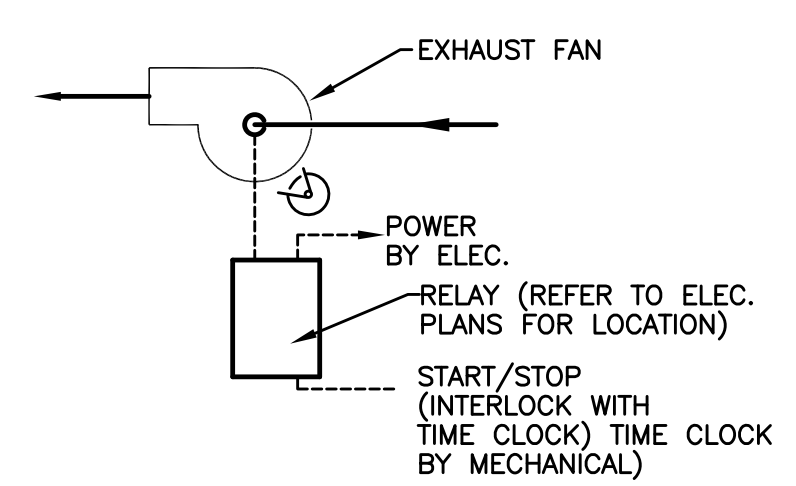 EXHAUST FAN
POWER
BY ELEC.
RELAY (REFER TO ELEC.
PLANS FOR LOCATION)
START/STOP
(INTERLOCK WITH
TIME CLOCK) TIME CLOCK
BY MECHANICAL)